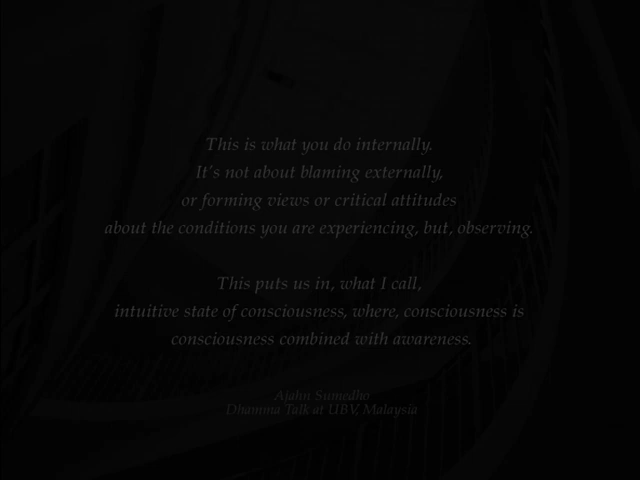 This is what you do internally.
It's not about blaming externally,
or forming views or critical attitudes
about the conditions you are experiencing, but, observing.
This puts us in, what I call,
intuitive state of consciousness, where, consciousness is
consciousness combined with awareness.
Ajahn Sumedho
Dhamma Talk at UBV, Malaysia